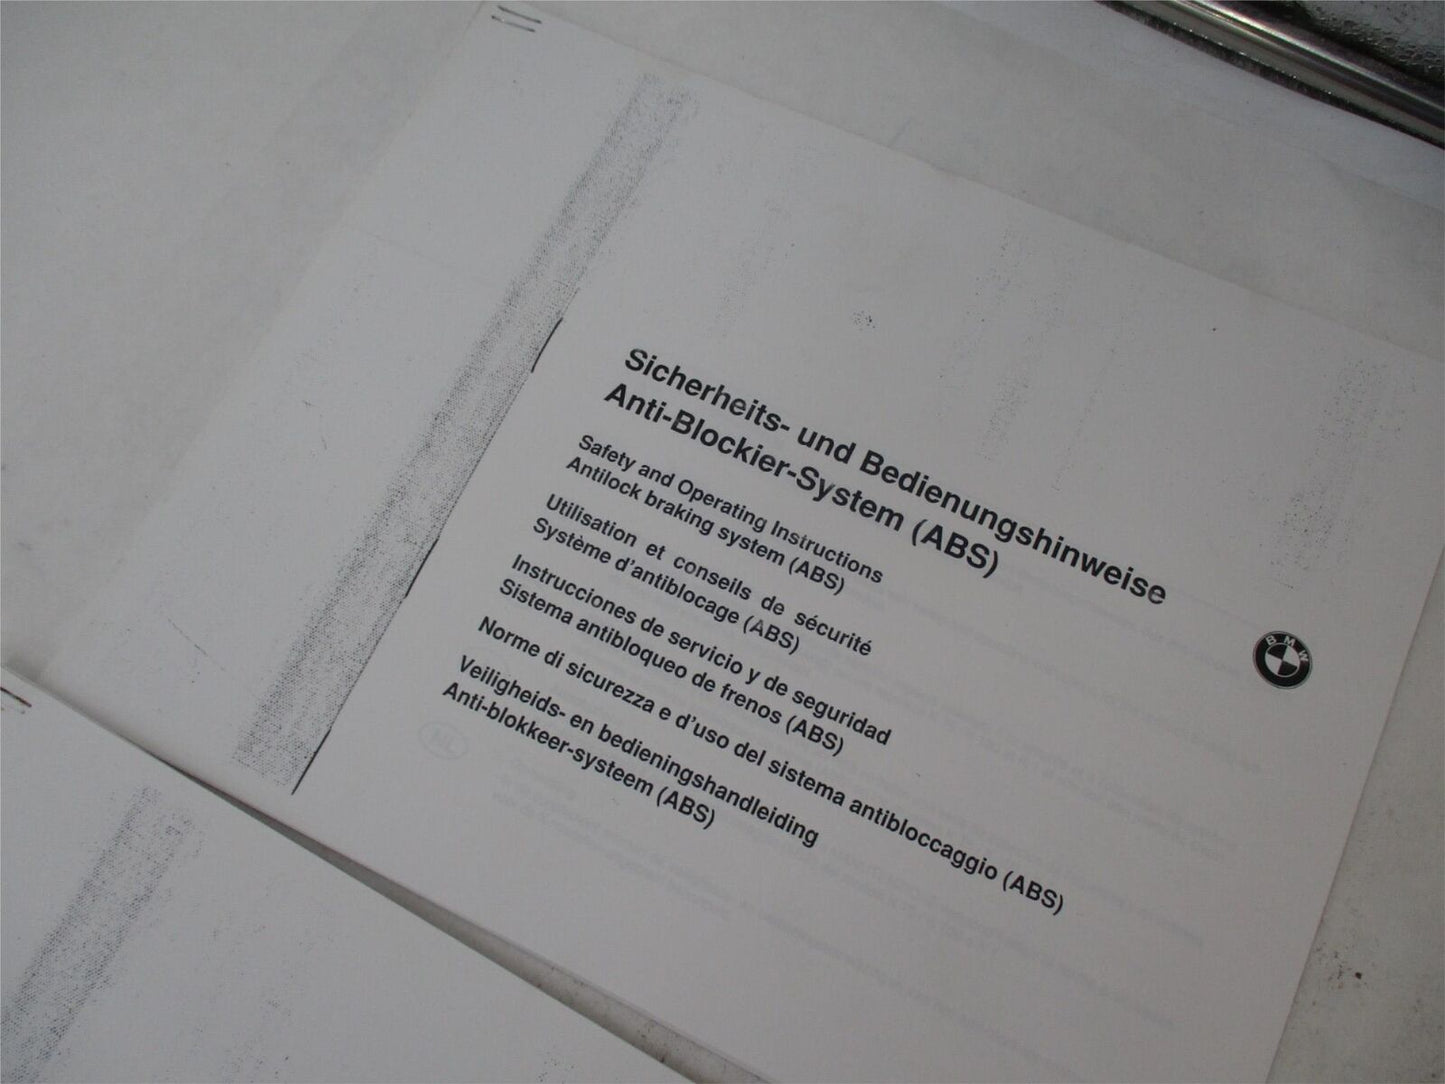 Sicherheits- und Bedienungshinweise
Anti-Blockier-System (ABS)
Safety and Operating Instructions
Antilock braking system (ABS)
Utilisation et conseils de sécurité
Système d'antiblocage (ABS)
Instrucciones de servicio y de seguridad
Sistema antibloqueo de frenos (ABS)
Norme di sicurezza e d'uso del sistema antibloccaggio (ABS)
Veiligheids- en bedieningshandleiding
Anti-blokkeer-systeem (ABS)
BMW